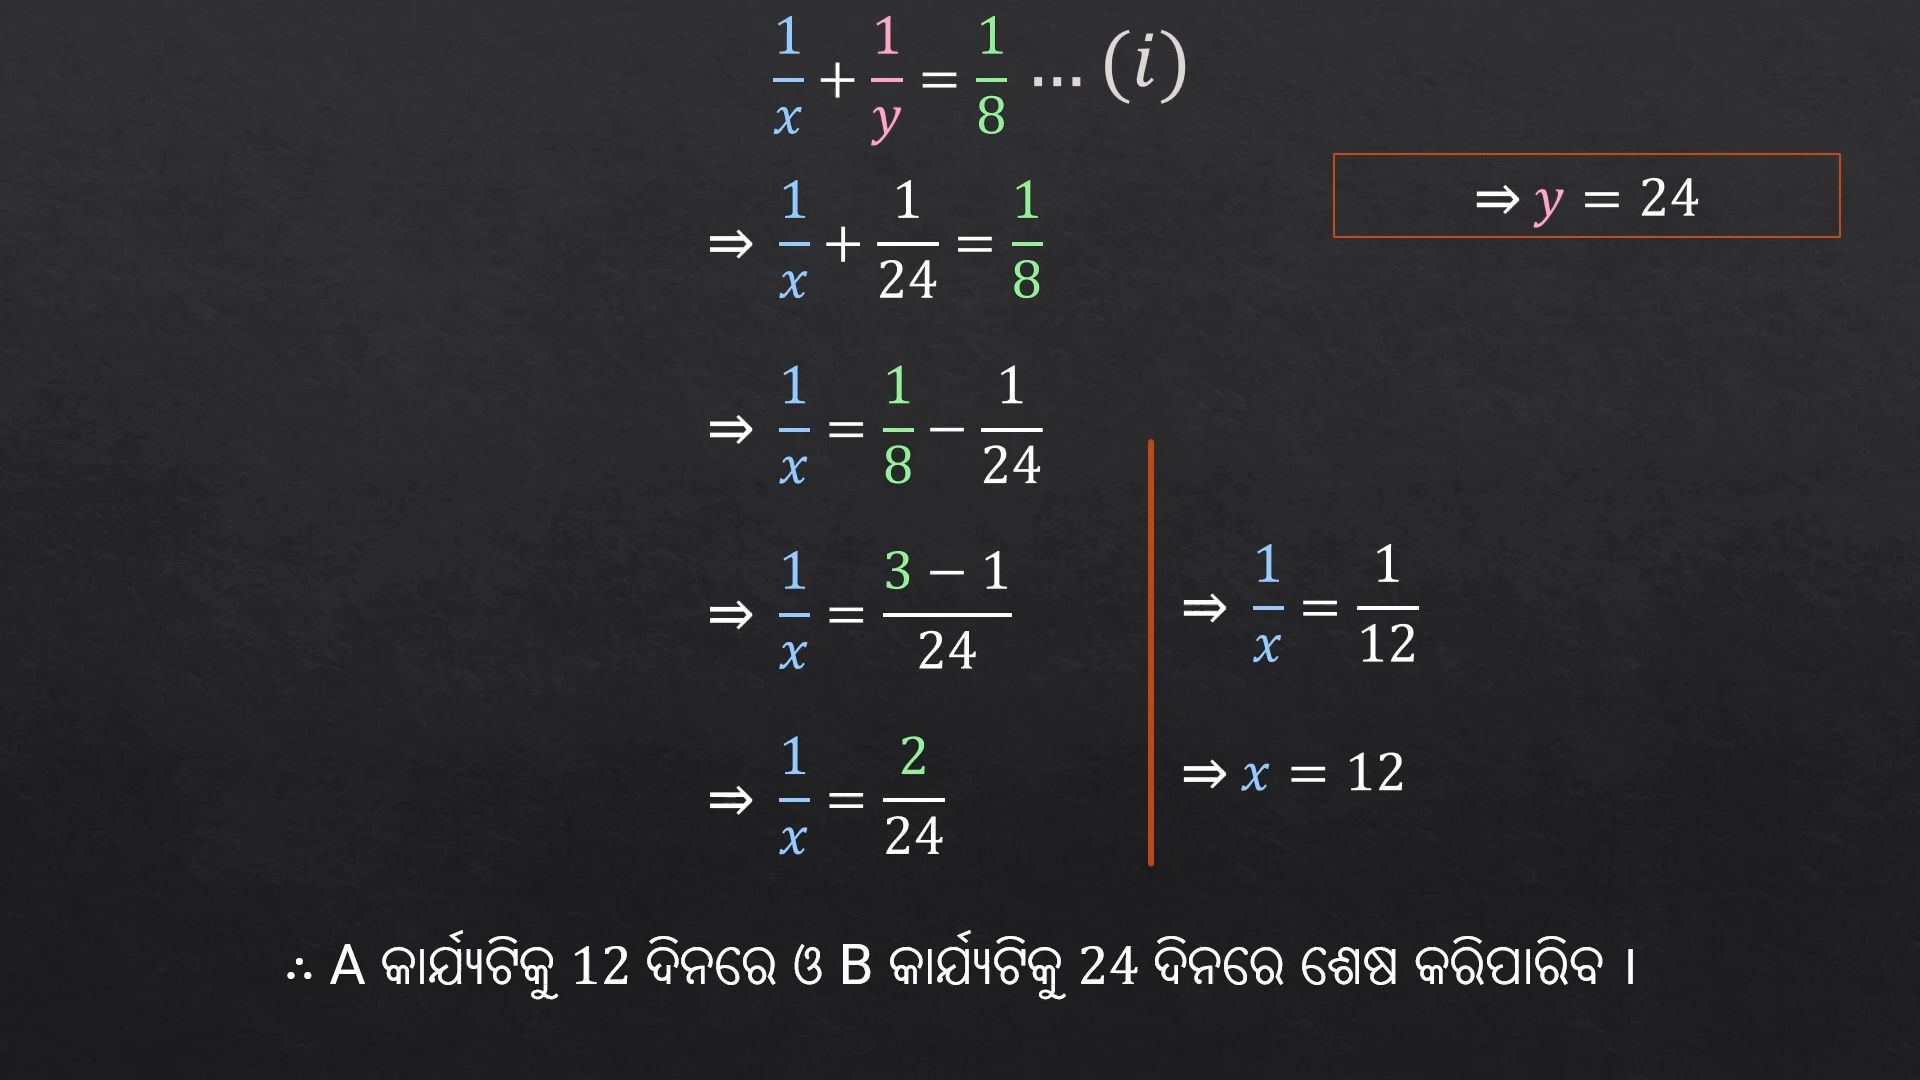 1/x + 1/y = 1/8 ... (i)
⇒ y = 24
⇒ 1/x + 1/24 = 1/8
⇒ 1/x = 1/8 − 1/24
⇒ 1/x = (3 − 1)/24
⇒ 1/x = 2/24
⇒ 1/x = 1/12
⇒ x = 12
∴ A କାର୍ଯ୍ୟଟିକୁ 12 ଦିନରେ ଓ B କାର୍ଯ୍ୟଟିକୁ 24 ଦିନରେ ଶେଷ କରିପାରିବ ।